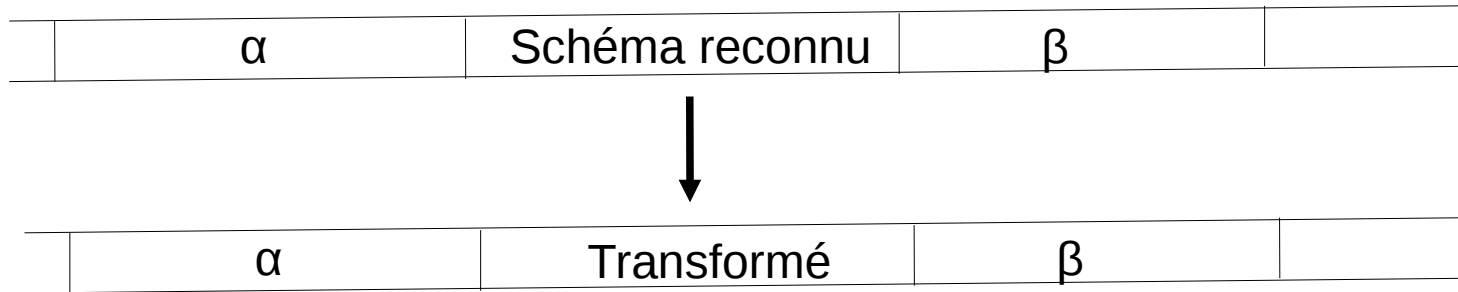 α Schéma reconnu β
α Transformé β